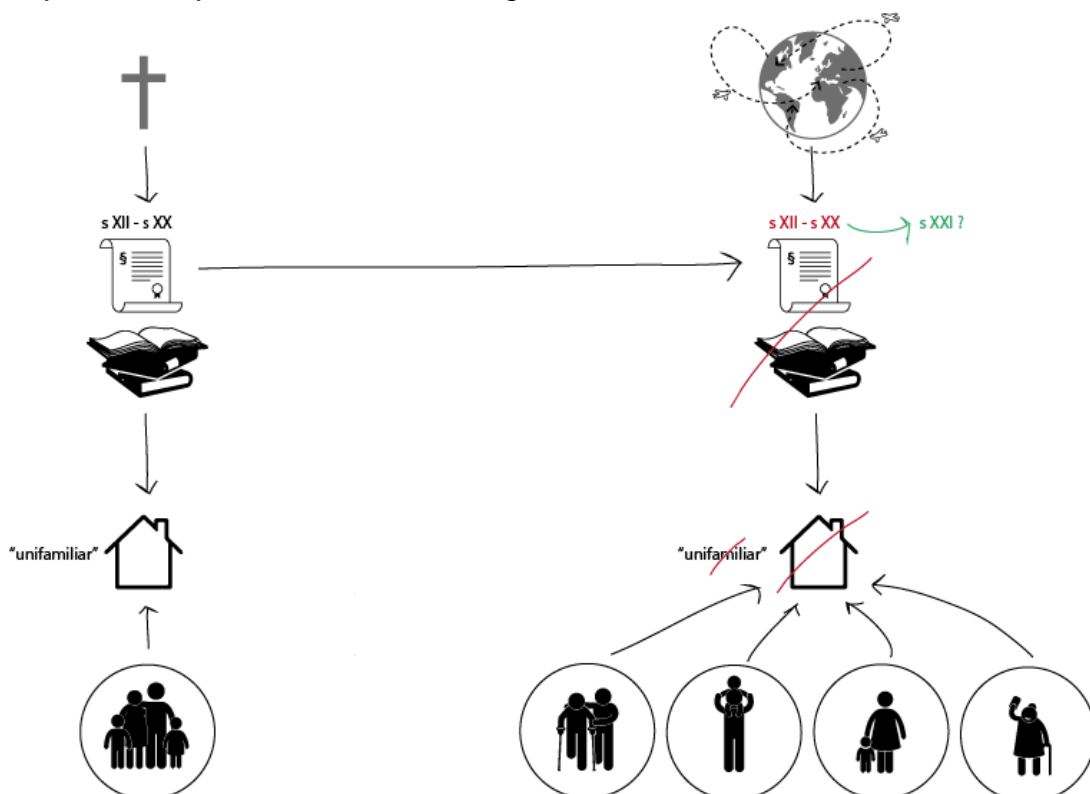 s XII - s XX
s XII - s XX
s XXI ?
§
§
"unifamiliar"
"unifamiliar"